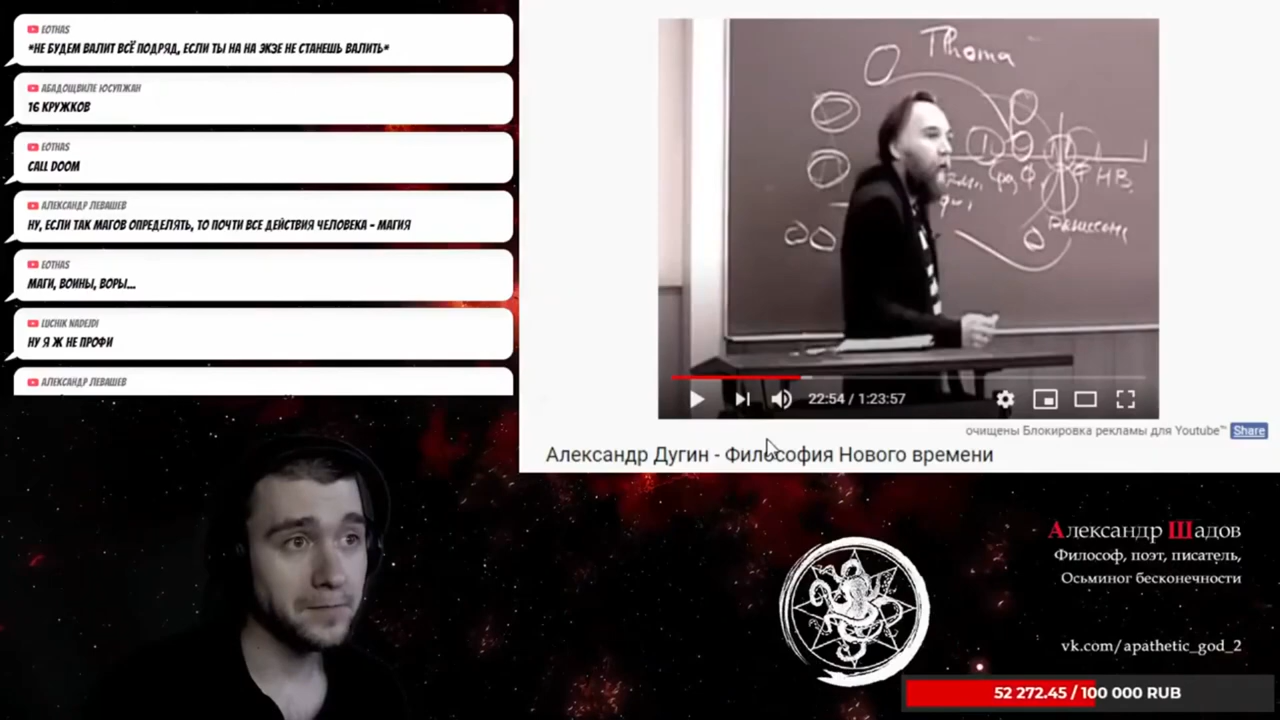 EOTHAS
*НЕ БУДЕМ ВАЛИТ ВСЁ ПОДРЯД, ЕСЛИ ТЫ НА НА ЭКЗЕ НЕ СТАНЕШЬ ВАЛИТЬ*
АБАДОЩВИЛЕ ЮСУПЖАН
16 КРУЖКОВ
EOTHAS
CALL DOOM
АЛЕКСАНДР ЛЕВАШЕВ
НУ, ЕСЛИ ТАК МАГОВ ОПРЕДЕЛЯТЬ, ТО ПОЧТИ ВСЕ ДЕЙСТВИЯ ЧЕЛОВЕКА - МАГИЯ
EOTHAS
МАГИ, ВОИНЫ, ВОРЫ...
LUCHIK NADEJDI
НУ Я Ж НЕ ПРОФИ
АЛЕКСАНДР ЛЕВАШЕВ
НВ.
22:54 / 1:23:57
очищены Блокировка рекламы для Youtube™ Share
Александр Дугин - Философия Нового времени
Александр Шадов
Философ, поэт, писатель,
Осьминог бесконечности
vk.com/apathetic_god_2
52 272.45 / 100 000 RUB